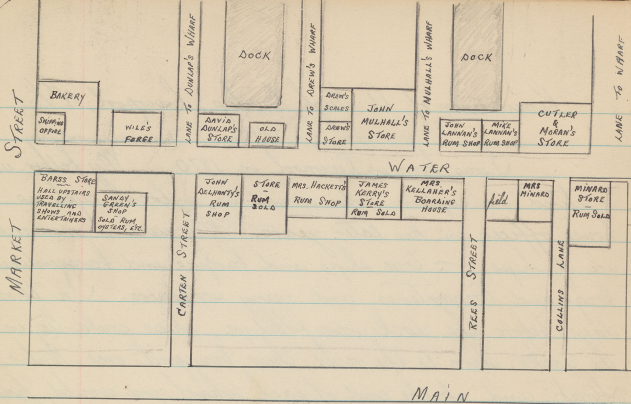 DOCK
DOCK
LANE TO DUNLAP'S WHARF
LANE TO DREW'S WHARF
LANE TO MULHALL'S WHARF
LANE TO WHARF
BAKERY
SHIPPING
OFFICE
WILE'S
FORGE
DAVID
DUNLAP'S
STORE
OLD
HOUSE
DREW'S
SCALES
DREW'S
STORE
JOHN
MULHALL'S
STORE
JOHN
LANNAN'S
RUM SHOP
MIKE
LANNAN'S
RUM SHOP
CUTLER
&
MORAN'S
STORE
MARKET STREET
WATER
BARSS STORE
HALL UPSTAIRS
USED BY
TRAVELLING
SHOWS AND
ENTERTAINERS
SANDY
GREEN'S
SHOP
SOLD RUM,
OYSTERS, ETC.
CARTEN STREET
JOHN
DELHANTY'S
RUM
SHOP
STORE
RUM
SOLD
MRS. HACKETT'S
RUM SHOP
JAMES
KERRY'S
STORE
RUM SOLD
MRS.
KELLAHER'S
BOARDING
HOUSE
REES STREET
field
MRS
MINARD
COLLINS LANE
MINARD
STORE
RUM SOLD
MAIN